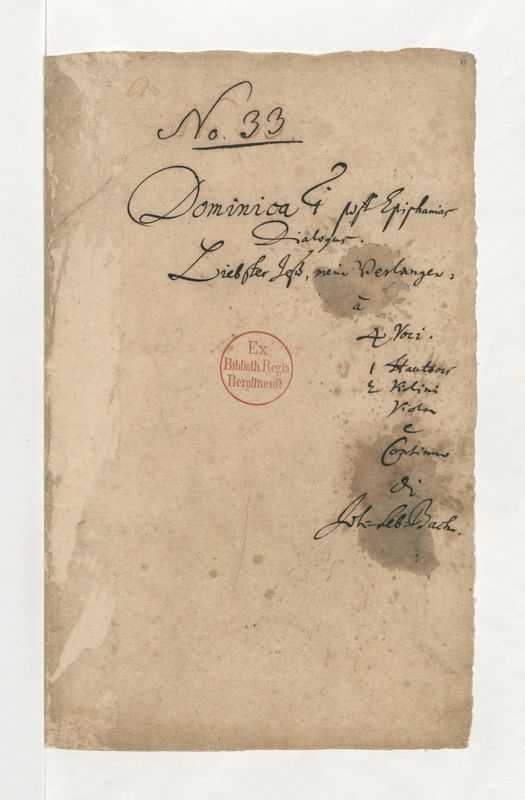 No. 33
Dominica 1 post Epiphanias
Dialogus.
Liebster Jesu, mein Verlangen.
à
4 Voci.
1 Hautbois
2 Violini
Viola
e
Continuo
di
Joh: Seb: Bach.
Ex
Biblioth. Regia
Berolinensi.